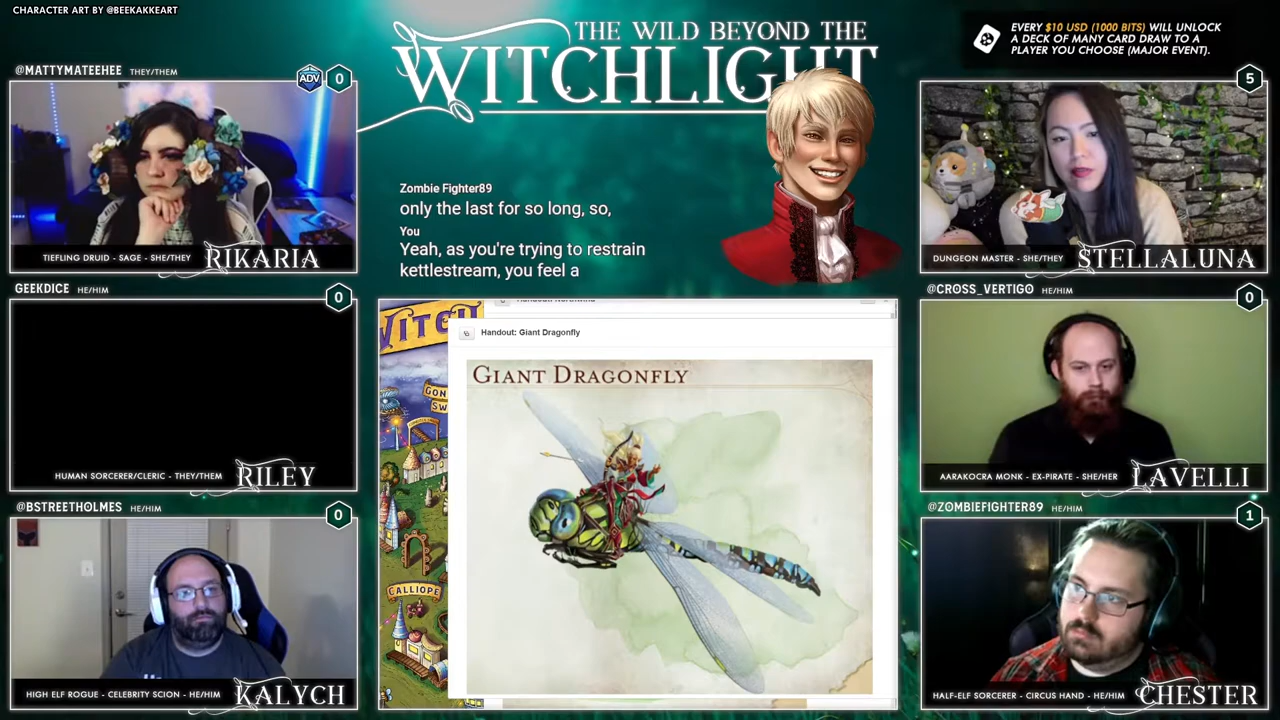 CHARACTER ART BY @BEEKAKKEART
THE WILD BEYOND THE
WITCHLIGHT
EVERY $10 USD (1000 BITS) WILL UNLOCK
A DECK OF MANY CARD DRAW TO A
PLAYER YOU CHOOSE (MAJOR EVENT).
@MATTYMATEEHEE THEY/THEM
ADV
0
TIEFLING DRUID - SAGE - SHE/THEY RIKARIA
Zombie Fighter89
only the last for so long, so,
You
Yeah, as you're trying to restrain
kettlestream, you feel a
5
DUNGEON MASTER - SHE/THEY STELLALUNA
GEEKDICE HE/HIM
0
HUMAN SORCERER/CLERIC - THEY/THEM RILEY
Handout: Giant Dragonfly
GIANT DRAGONFLY
WITCH
GON
SW
CALLIOPE
@CROSS_VERTIGO HE/HIM
0
AARAKOCRA MONK - EX-PIRATE - SHE/HER LAVELLI
@BSTREETHOLMES HE/HIM
0
HIGH ELF ROGUE - CELEBRITY SCION - HE/HIM KALYCH
@ZOMBIEFIGHTER89 HE/HIM
1
HALF-ELF SORCERER - CIRCUS HAND - HE/HIM CHESTER